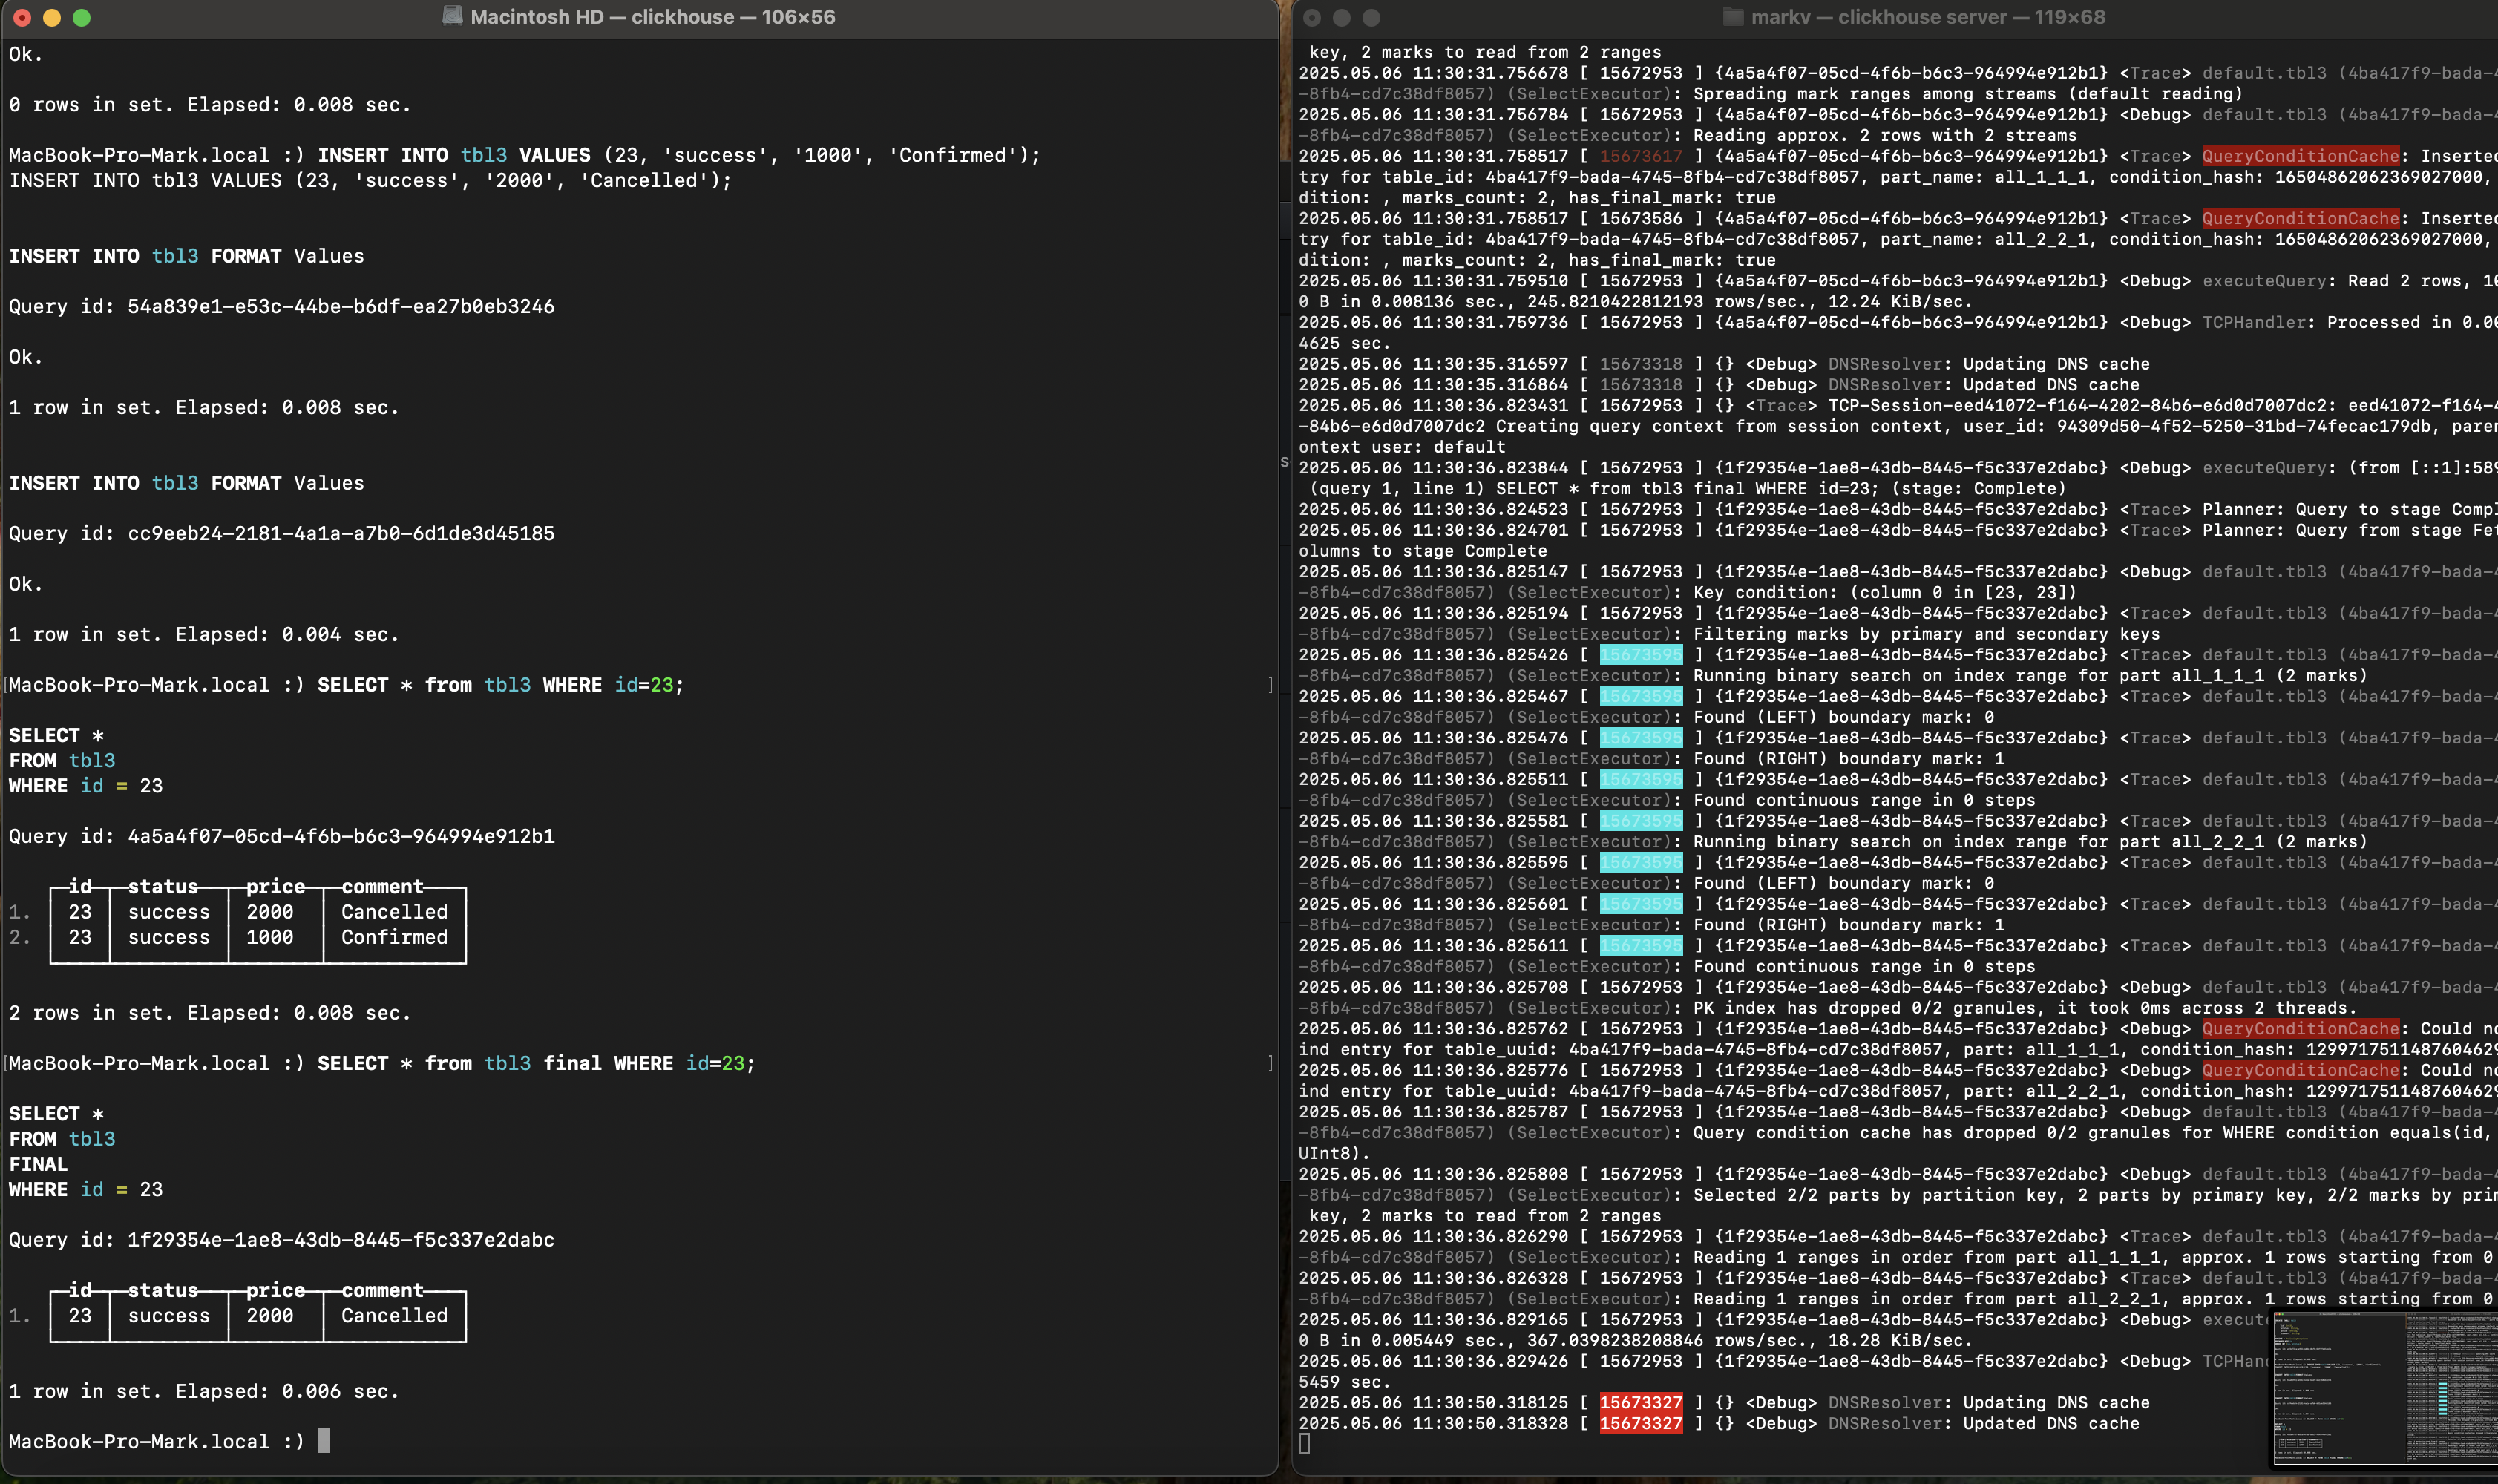 Macintosh HD — clickhouse — 106×56
Ok.
0 rows in set. Elapsed: 0.008 sec.
MacBook-Pro-Mark.local :) INSERT INTO tbl3 VALUES (23, 'success', '1000', 'Confirmed');
INSERT INTO tbl3 VALUES (23, 'success', '2000', 'Cancelled');
INSERT INTO tbl3 FORMAT Values
Query id: 54a839e1-e53c-44be-b6df-ea27b0eb3246
Ok.
1 row in set. Elapsed: 0.008 sec.
INSERT INTO tbl3 FORMAT Values
Query id: cc9eeb24-2181-4a1a-a7b0-6d1de3d45185
Ok.
1 row in set. Elapsed: 0.004 sec.
[MacBook-Pro-Mark.local :) SELECT * from tbl3 WHERE id=23; ]
SELECT *
FROM tbl3
WHERE id = 23
Query id: 4a5a4f07-05cd-4f6b-b6c3-964994e912b1
id status price comment
1. 23 success 2000 Cancelled
2. 23 success 1000 Confirmed
2 rows in set. Elapsed: 0.008 sec.
[MacBook-Pro-Mark.local :) SELECT * from tbl3 final WHERE id=23; ]
SELECT *
FROM tbl3
FINAL
WHERE id = 23
Query id: 1f29354e-1ae8-43db-8445-f5c337e2dabc
id status price comment
1. 23 success 2000 Cancelled
1 row in set. Elapsed: 0.006 sec.
MacBook-Pro-Mark.local :)
markv — clickhouse server — 119×68
key, 2 marks to read from 2 ranges
2025.05.06 11:30:31.756678 [ 15672953 ] {4a5a4f07-05cd-4f6b-b6c3-964994e912b1} <Trace> default.tbl3 (4ba417f9-bada-4
-8fb4-cd7c38df8057) (SelectExecutor): Spreading mark ranges among streams (default reading)
2025.05.06 11:30:31.756784 [ 15672953 ] {4a5a4f07-05cd-4f6b-b6c3-964994e912b1} <Debug> default.tbl3 (4ba417f9-bada-4
-8fb4-cd7c38df8057) (SelectExecutor): Reading approx. 2 rows with 2 streams
2025.05.06 11:30:31.758517 [ 15673617 ] {4a5a4f07-05cd-4f6b-b6c3-964994e912b1} <Trace> QueryConditionCache: Inserted
try for table_id: 4ba417f9-bada-4745-8fb4-cd7c38df8057, part_name: all_1_1_1, condition_hash: 16504862062369027000,
dition: , marks_count: 2, has_final_mark: true
2025.05.06 11:30:31.758517 [ 15673586 ] {4a5a4f07-05cd-4f6b-b6c3-964994e912b1} <Trace> QueryConditionCache: Inserted
try for table_id: 4ba417f9-bada-4745-8fb4-cd7c38df8057, part_name: all_2_2_1, condition_hash: 16504862062369027000,
dition: , marks_count: 2, has_final_mark: true
2025.05.06 11:30:31.759510 [ 15672953 ] {4a5a4f07-05cd-4f6b-b6c3-964994e912b1} <Debug> executeQuery: Read 2 rows, 10
0 B in 0.008136 sec., 245.8210422812193 rows/sec., 12.24 KiB/sec.
2025.05.06 11:30:31.759736 [ 15672953 ] {4a5a4f07-05cd-4f6b-b6c3-964994e912b1} <Debug> TCPHandler: Processed in 0.00
4625 sec.
2025.05.06 11:30:35.316597 [ 15673318 ] {} <Debug> DNSResolver: Updating DNS cache
2025.05.06 11:30:35.316864 [ 15673318 ] {} <Debug> DNSResolver: Updated DNS cache
2025.05.06 11:30:36.823431 [ 15672953 ] {} <Trace> TCP-Session-eed41072-f164-4202-84b6-e6d0d7007dc2: eed41072-f164-4
-84b6-e6d0d7007dc2 Creating query context from session context, user_id: 94309d50-4f52-5250-31bd-74fecac179db, paren
ontext user: default
2025.05.06 11:30:36.823844 [ 15672953 ] {1f29354e-1ae8-43db-8445-f5c337e2dabc} <Debug> executeQuery: (from [::1]:589
(query 1, line 1) SELECT * from tbl3 final WHERE id=23; (stage: Complete)
2025.05.06 11:30:36.824523 [ 15672953 ] {1f29354e-1ae8-43db-8445-f5c337e2dabc} <Trace> Planner: Query to stage Compl
2025.05.06 11:30:36.824701 [ 15672953 ] {1f29354e-1ae8-43db-8445-f5c337e2dabc} <Trace> Planner: Query from stage Fet
olumns to stage Complete
2025.05.06 11:30:36.825147 [ 15672953 ] {1f29354e-1ae8-43db-8445-f5c337e2dabc} <Debug> default.tbl3 (4ba417f9-bada-4
-8fb4-cd7c38df8057) (SelectExecutor): Key condition: (column 0 in [23, 23])
2025.05.06 11:30:36.825194 [ 15672953 ] {1f29354e-1ae8-43db-8445-f5c337e2dabc} <Trace> default.tbl3 (4ba417f9-bada-4
-8fb4-cd7c38df8057) (SelectExecutor): Filtering marks by primary and secondary keys
2025.05.06 11:30:36.825426 [ 15673595 ] {1f29354e-1ae8-43db-8445-f5c337e2dabc} <Trace> default.tbl3 (4ba417f9-bada-4
-8fb4-cd7c38df8057) (SelectExecutor): Running binary search on index range for part all_1_1_1 (2 marks)
2025.05.06 11:30:36.825467 [ 15673595 ] {1f29354e-1ae8-43db-8445-f5c337e2dabc} <Trace> default.tbl3 (4ba417f9-bada-4
-8fb4-cd7c38df8057) (SelectExecutor): Found (LEFT) boundary mark: 0
2025.05.06 11:30:36.825476 [ 15673595 ] {1f29354e-1ae8-43db-8445-f5c337e2dabc} <Trace> default.tbl3 (4ba417f9-bada-4
-8fb4-cd7c38df8057) (SelectExecutor): Found (RIGHT) boundary mark: 1
2025.05.06 11:30:36.825511 [ 15673595 ] {1f29354e-1ae8-43db-8445-f5c337e2dabc} <Trace> default.tbl3 (4ba417f9-bada-4
-8fb4-cd7c38df8057) (SelectExecutor): Found continuous range in 0 steps
2025.05.06 11:30:36.825581 [ 15673595 ] {1f29354e-1ae8-43db-8445-f5c337e2dabc} <Trace> default.tbl3 (4ba417f9-bada-4
-8fb4-cd7c38df8057) (SelectExecutor): Running binary search on index range for part all_2_2_1 (2 marks)
2025.05.06 11:30:36.825595 [ 15673595 ] {1f29354e-1ae8-43db-8445-f5c337e2dabc} <Trace> default.tbl3 (4ba417f9-bada-4
-8fb4-cd7c38df8057) (SelectExecutor): Found (LEFT) boundary mark: 0
2025.05.06 11:30:36.825601 [ 15673595 ] {1f29354e-1ae8-43db-8445-f5c337e2dabc} <Trace> default.tbl3 (4ba417f9-bada-4
-8fb4-cd7c38df8057) (SelectExecutor): Found (RIGHT) boundary mark: 1
2025.05.06 11:30:36.825611 [ 15673595 ] {1f29354e-1ae8-43db-8445-f5c337e2dabc} <Trace> default.tbl3 (4ba417f9-bada-4
-8fb4-cd7c38df8057) (SelectExecutor): Found continuous range in 0 steps
2025.05.06 11:30:36.825708 [ 15672953 ] {1f29354e-1ae8-43db-8445-f5c337e2dabc} <Debug> default.tbl3 (4ba417f9-bada-4
-8fb4-cd7c38df8057) (SelectExecutor): PK index has dropped 0/2 granules, it took 0ms across 2 threads.
2025.05.06 11:30:36.825762 [ 15672953 ] {1f29354e-1ae8-43db-8445-f5c337e2dabc} <Debug> QueryConditionCache: Could no
ind entry for table_uuid: 4ba417f9-bada-4745-8fb4-cd7c38df8057, part: all_1_1_1, condition_hash: 1299717511487604629
2025.05.06 11:30:36.825776 [ 15672953 ] {1f29354e-1ae8-43db-8445-f5c337e2dabc} <Debug> QueryConditionCache: Could no
ind entry for table_uuid: 4ba417f9-bada-4745-8fb4-cd7c38df8057, part: all_2_2_1, condition_hash: 1299717511487604629
2025.05.06 11:30:36.825787 [ 15672953 ] {1f29354e-1ae8-43db-8445-f5c337e2dabc} <Debug> default.tbl3 (4ba417f9-bada-4
-8fb4-cd7c38df8057) (SelectExecutor): Query condition cache has dropped 0/2 granules for WHERE condition equals(id,
UInt8).
2025.05.06 11:30:36.825808 [ 15672953 ] {1f29354e-1ae8-43db-8445-f5c337e2dabc} <Debug> default.tbl3 (4ba417f9-bada-4
-8fb4-cd7c38df8057) (SelectExecutor): Selected 2/2 parts by partition key, 2 parts by primary key, 2/2 marks by prim
key, 2 marks to read from 2 ranges
2025.05.06 11:30:36.826290 [ 15672953 ] {1f29354e-1ae8-43db-8445-f5c337e2dabc} <Trace> default.tbl3 (4ba417f9-bada-4
-8fb4-cd7c38df8057) (SelectExecutor): Reading 1 ranges in order from part all_1_1_1, approx. 1 rows starting from 0
2025.05.06 11:30:36.826328 [ 15672953 ] {1f29354e-1ae8-43db-8445-f5c337e2dabc} <Trace> default.tbl3 (4ba417f9-bada-4
-8fb4-cd7c38df8057) (SelectExecutor): Reading 1 ranges in order from part all_2_2_1, approx. 1 rows starting from 0
2025.05.06 11:30:36.829165 [ 15672953 ] {1f29354e-1ae8-43db-8445-f5c337e2dabc} <Debug> execut
0 B in 0.005449 sec., 367.0398238208846 rows/sec., 18.28 KiB/sec.
2025.05.06 11:30:36.829426 [ 15672953 ] {1f29354e-1ae8-43db-8445-f5c337e2dabc} <Debug> TCPHand
5459 sec.
2025.05.06 11:30:50.318125 [ 15673327 ] {} <Debug> DNSResolver: Updating DNS cache
2025.05.06 11:30:50.318328 [ 15673327 ] {} <Debug> DNSResolver: Updated DNS cache